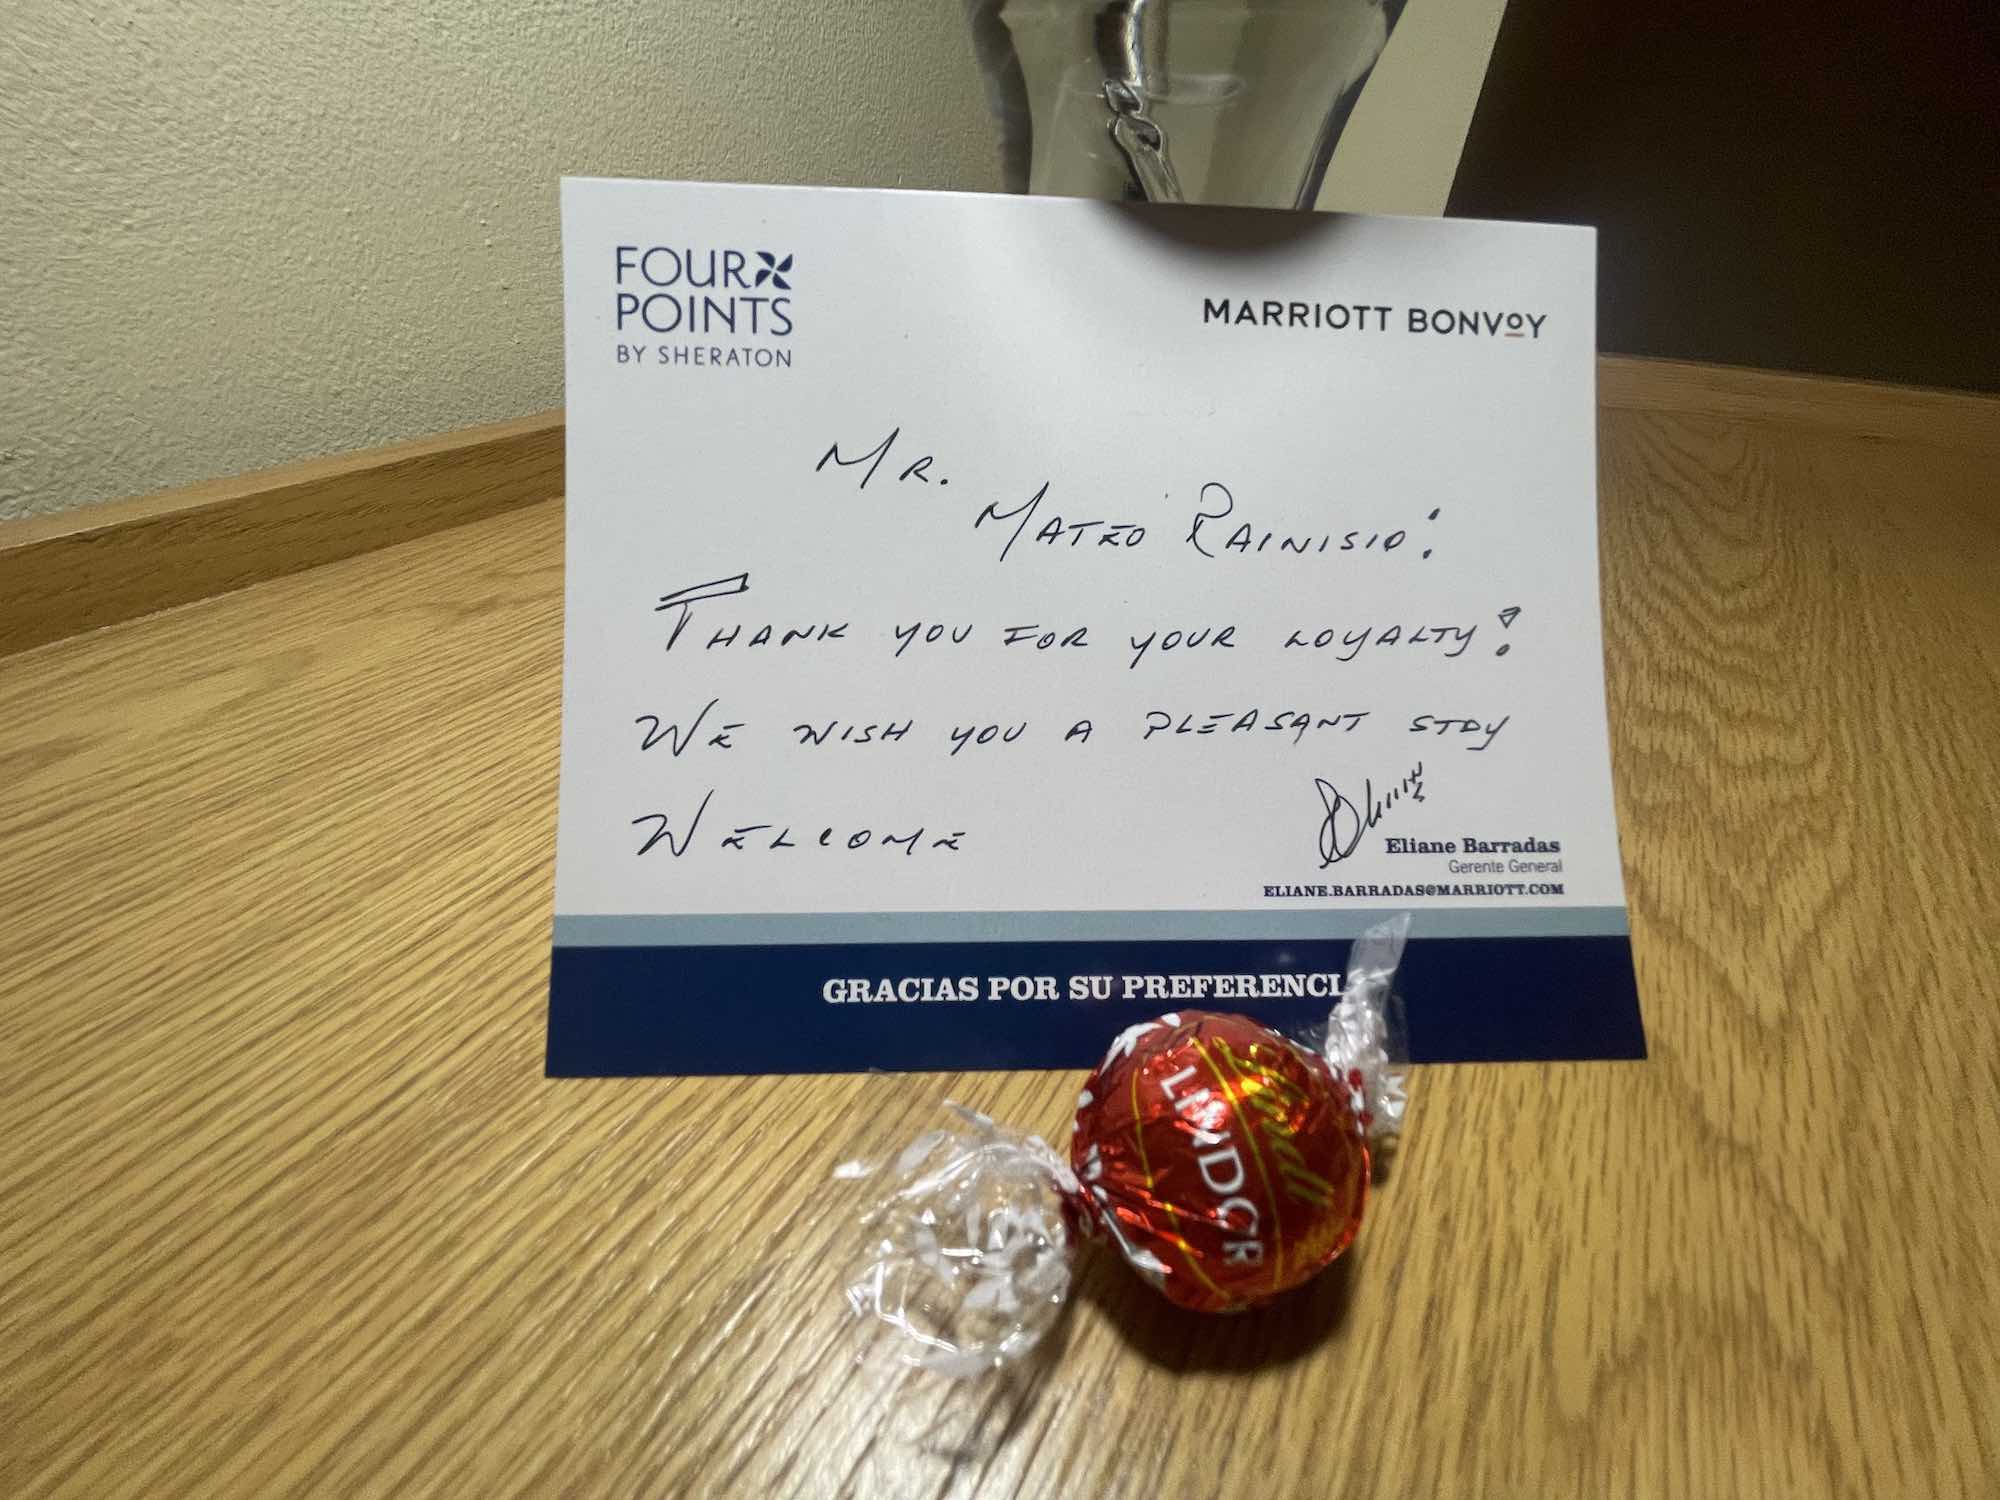 FOUR
POINTS
BY SHERATON
MARRIOTT BONVOY
MR.
MATEO RAINISIO:
THANK YOU FOR YOUR LOYALTY!
WE WISH YOU A PLEASANT STAY
WELCOME
Eliane Barradas
Gerente General
ELIANE.BARRADAS@MARRIOTT.COM
GRACIAS POR SU PREFERENCI
Lindt
LINDOR